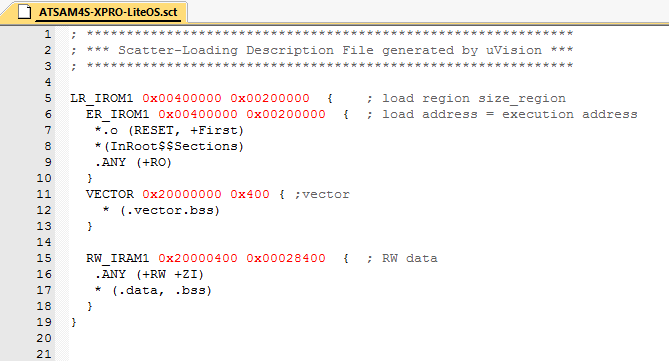 ATSAM4S-XPRO-LiteOS.sct
1 ; ************************************************************
2 ; *** Scatter-Loading Description File generated by uVision ***
3 ; ************************************************************
4
5 LR_IROM1 0x00400000 0x00200000  {    ; load region size_region
6   ER_IROM1 0x00400000 0x00200000  {  ; load address = execution address
7    *.o (RESET, +First)
8    *(InRoot$$Sections)
9    .ANY (+RO)
10   }
11   VECTOR 0x20000000 0x400 { ;vector
12     * (.vector.bss)
13   }
14
15   RW_IRAM1 0x20000400 0x00028400  {  ; RW data
16    .ANY (+RW +ZI)
17    * (.data, .bss)
18   }
19 }
20
21